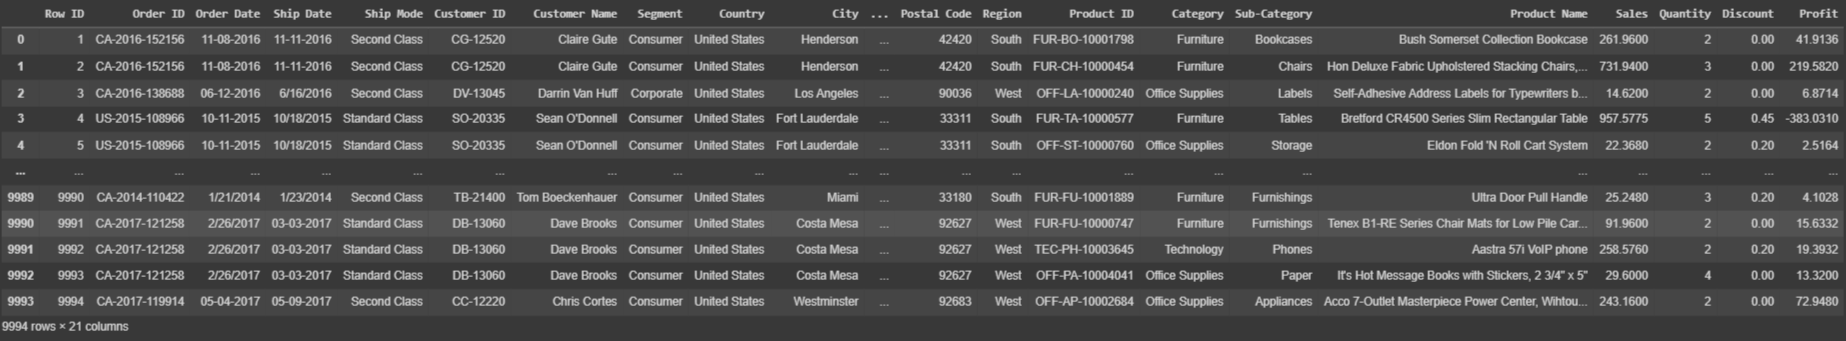 Row ID Order ID Order Date Ship Date Ship Mode Customer ID Customer Name Segment Country City ... Postal Code Region Product ID Category Sub-Category Product Name Sales Quantity Discount Profit
0 1 CA-2016-152156 11-08-2016 11-11-2016 Second Class CG-12520 Claire Gute Consumer United States Henderson ... 42420 South FUR-BO-10001798 Furniture Bookcases Bush Somerset Collection Bookcase 261.9600 2 0.00 41.9136
1 2 CA-2016-152156 11-08-2016 11-11-2016 Second Class CG-12520 Claire Gute Consumer United States Henderson ... 42420 South FUR-CH-10000454 Furniture Chairs Hon Deluxe Fabric Upholstered Stacking Chairs,... 731.9400 3 0.00 219.5820
2 3 CA-2016-138688 06-12-2016 6/16/2016 Second Class DV-13045 Darrin Van Huff Corporate United States Los Angeles ... 90036 West OFF-LA-10000240 Office Supplies Labels Self-Adhesive Address Labels for Typewriters b... 14.6200 2 0.00 6.8714
3 4 US-2015-108966 10-11-2015 10/18/2015 Standard Class SO-20335 Sean O'Donnell Consumer United States Fort Lauderdale ... 33311 South FUR-TA-10000577 Furniture Tables Bretford CR4500 Series Slim Rectangular Table 957.5775 5 0.45 -383.0310
4 5 US-2015-108966 10-11-2015 10/18/2015 Standard Class SO-20335 Sean O'Donnell Consumer United States Fort Lauderdale ... 33311 South OFF-ST-10000760 Office Supplies Storage Eldon Fold 'N Roll Cart System 22.3680 2 0.20 2.5164
... ... ... ... ... ... ... ... ... ... ... ... ... ... ... ... ... ... ... ... ... ...
9989 9990 CA-2014-110422 1/21/2014 1/23/2014 Second Class TB-21400 Tom Boeckenhauer Consumer United States Miami ... 33180 South FUR-FU-10001889 Furniture Furnishings Ultra Door Pull Handle 25.2480 3 0.20 4.1028
9990 9991 CA-2017-121258 2/26/2017 03-03-2017 Standard Class DB-13060 Dave Brooks Consumer United States Costa Mesa ... 92627 West FUR-FU-10000747 Furniture Furnishings Tenex B1-RE Series Chair Mats for Low Pile Car... 91.9600 2 0.00 15.6332
9991 9992 CA-2017-121258 2/26/2017 03-03-2017 Standard Class DB-13060 Dave Brooks Consumer United States Costa Mesa ... 92627 West TEC-PH-10003645 Technology Phones Aastra 57i VoIP phone 258.5760 2 0.20 19.3932
9992 9993 CA-2017-121258 2/26/2017 03-03-2017 Standard Class DB-13060 Dave Brooks Consumer United States Costa Mesa ... 92627 West OFF-PA-10004041 Office Supplies Paper It's Hot Message Books with Stickers, 2 3/4" x 5" 29.6000 4 0.00 13.3200
9993 9994 CA-2017-119914 05-04-2017 05-09-2017 Second Class CC-12220 Chris Cortes Consumer United States Westminster ... 92683 West OFF-AP-10002684 Office Supplies Appliances Acco 7-Outlet Masterpiece Power Center, Wihtou... 243.1600 2 0.00 72.9480
9994 rows × 21 columns